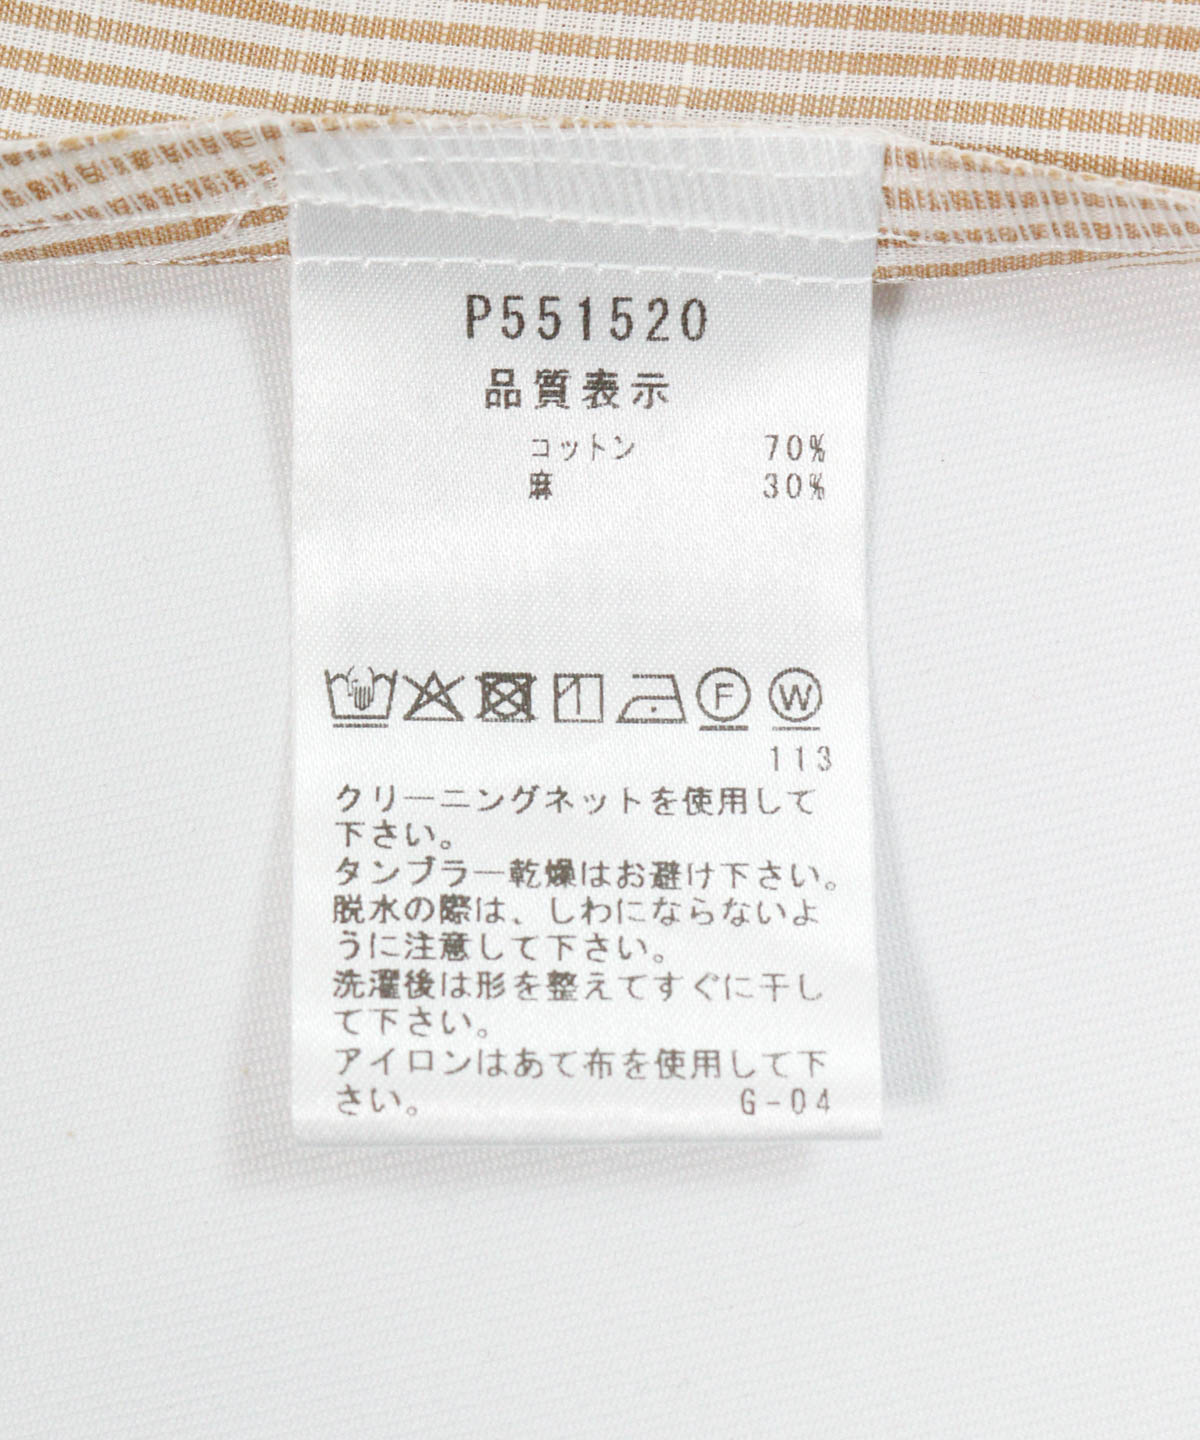 P551520
品質表示
コットン 70%
麻 30%
F W
113
クリーニングネットを使用して
下さい。
タンブラー乾燥はお避け下さい。
脱水の際は、しわにならないよ
うに注意して下さい。
洗濯後は形を整えてすぐに干し
て下さい。
アイロンはあて布を使用して下
さい。 G-04